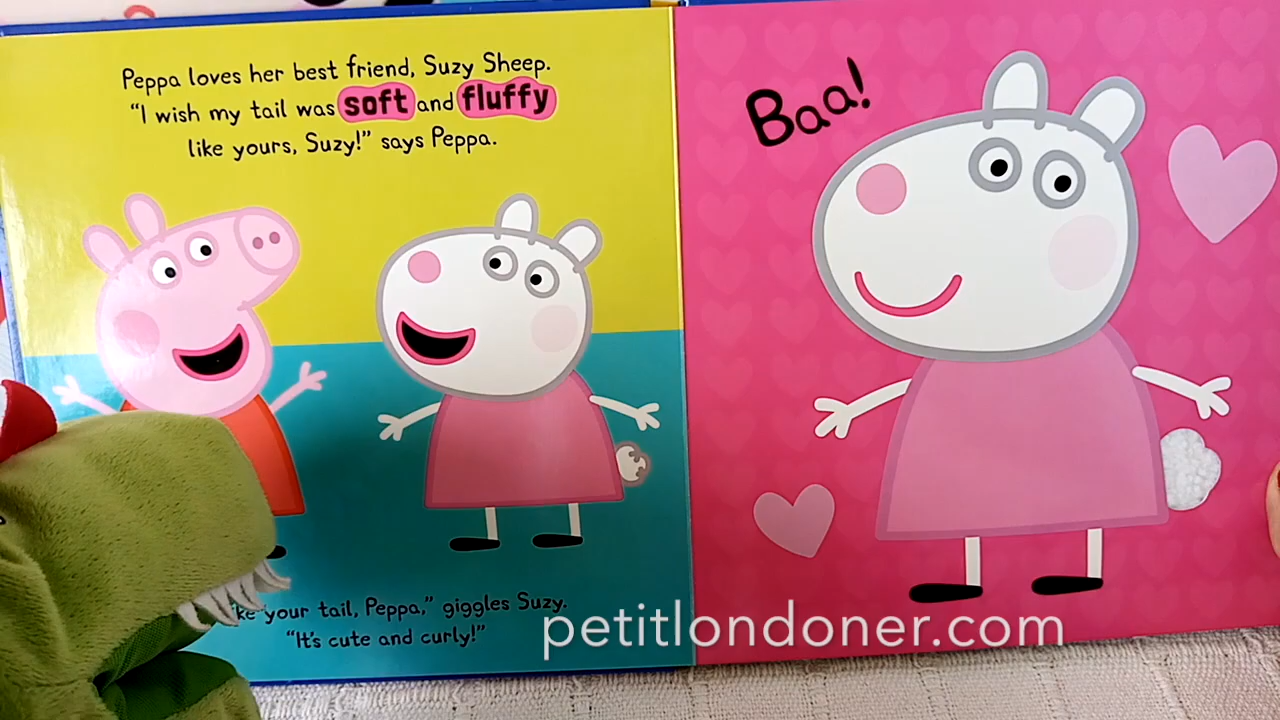 Peppa loves her best friend, Suzy Sheep.
"I wish my tail was soft and fluffy
like yours, Suzy!" says Peppa.
Baa!
your tail, Peppa," giggles Suzy.
"It's cute and curly!"
petitlondoner.com